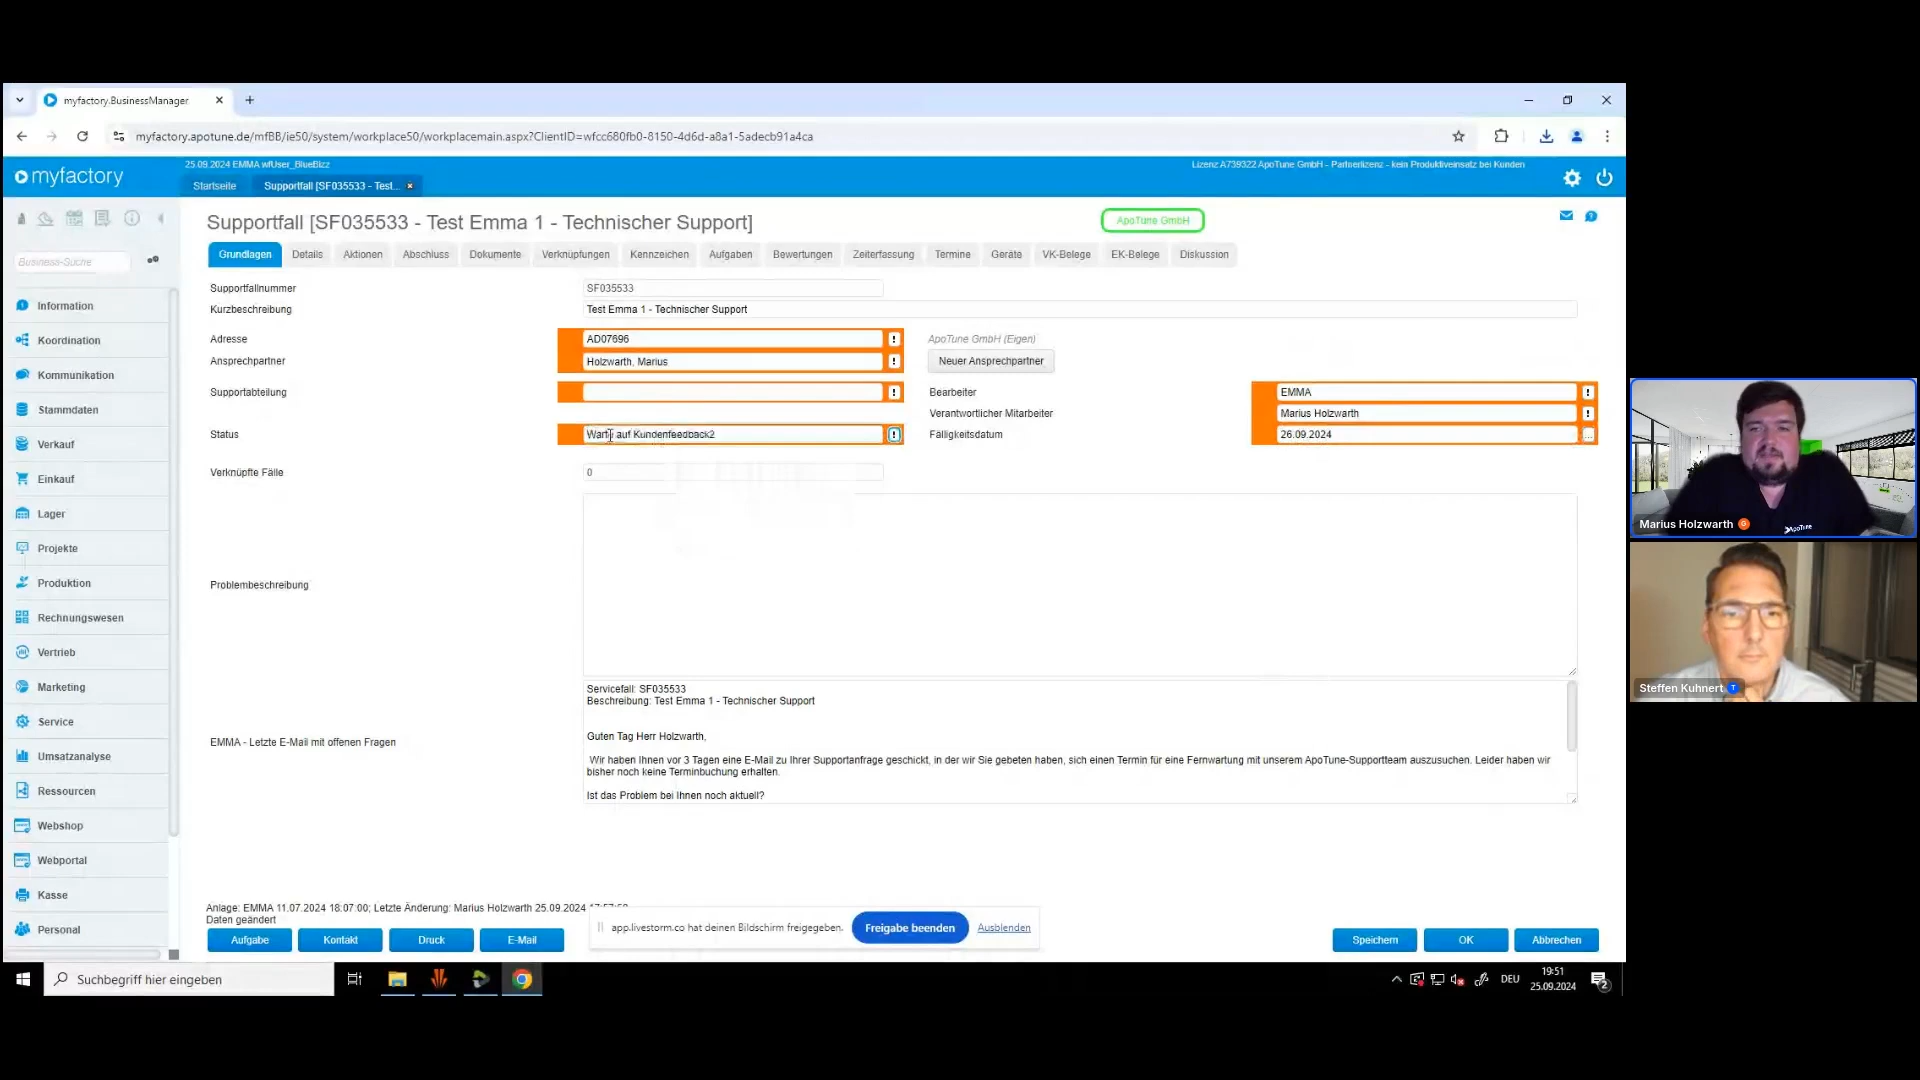 myfactory.BusinessManager
myfactory.apotune.de/mfBB/ie50/system/workplace50/workplacemain.aspx?ClientID=wfcc680fb0-8150-4d6d-a8a1-5adecb91a4ca
25.09.2024 EMMA wfUser_BlueBizz
Lizenz A739322 ApoTune GmbH - Partnerlizenz - kein Produktiveinsatz bei Kunden
myfactory
Startseite
Supportfall [SF035533 - Test...
Supportfall [SF035533 - Test Emma 1 - Technischer Support]
ApoTune GmbH
Grundlagen Details Aktionen Abschluss Dokumente Verknüpfungen Kennzeichen Aufgaben Bewertungen Zeiterfassung Termine Geräte VK-Belege EK-Belege Diskussion
Business-Suche
Information
Koordination
Kommunikation
Stammdaten
Verkauf
Einkauf
Lager
Projekte
Produktion
Rechnungswesen
Vertrieb
Marketing
Service
Umsatzanalyse
Ressourcen
Webshop
Webportal
Kasse
Personal
Supportfallnummer SF035533
Kurzbeschreibung Test Emma 1 - Technischer Support
Adresse AD07696 ! ApoTune GmbH (Eigen)
Ansprechpartner Holzwarth, Marius ! Neuer Ansprechpartner
Supportabteilung ! Bearbeiter EMMA !
Verantwortlicher Mitarbeiter Marius Holzwarth !
Status auf Kundenfeedback2 ! Fälligkeitsdatum 26.09.2024 ...
Verknüpfte Fälle 0
Problembeschreibung
EMMA - Letzte E-Mail mit offenen Fragen
Servicefall: SF035533
Beschreibung: Test Emma 1 - Technischer Support
Guten Tag Herr Holzwarth,
Wir haben Ihnen vor 3 Tagen eine E-Mail zu Ihrer Supportanfrage geschickt, in der wir Sie gebeten haben, sich einen Termin für eine Fernwartung mit unserem ApoTune-Supportteam auszusuchen. Leider haben wir
bisher noch keine Terminbuchung erhalten.
Ist das Problem bei Ihnen noch aktuell?
Anlage: EMMA 11.07.2024 18:07:00; Letzte Änderung: Marius Holzwarth 25.09.2024
Daten geändert
Aufgabe Kontakt Druck E-Mail
app.livestorm.co hat deinen Bildschirm freigegeben. Freigabe beenden Ausblenden
Speichern OK Abbrechen
Suchbegriff hier eingeben
DEU
19:51
25.09.2024
2
Marius Holzwarth G
ApoTune
Steffen Kuhnert T